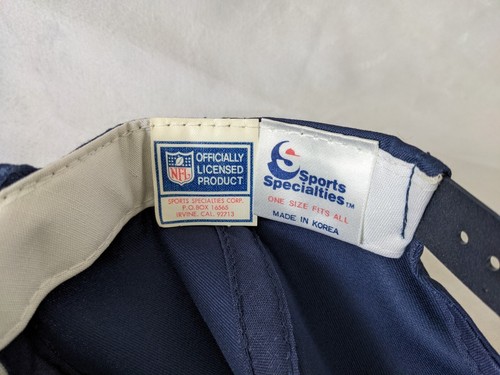 NFL
OFFICIALLY
LICENSED
PRODUCT
SPORTS SPECIALTIES CORP.
P.O. BOX 16565
IRVINE, CAL. 92713
Sports
Specialties™
ONE SIZE FITS ALL
MADE IN KOREA